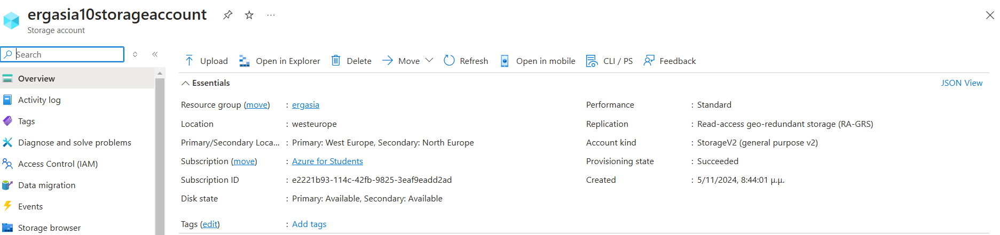 ergasia10storageaccount
Storage account
Search
Overview
Activity log
Tags
Diagnose and solve problems
Access Control (IAM)
Data migration
Events
Storage browser
Upload Open in Explorer Delete Move Refresh Open in mobile CLI / PS Feedback
Essentials JSON View
Resource group (move) : ergasia
Location : westeurope
Primary/Secondary Loca... : Primary: West Europe, Secondary: North Europe
Subscription (move) : Azure for Students
Subscription ID : e2221b93-114c-42fb-9825-3eaf9eadd2ad
Disk state : Primary: Available, Secondary: Available
Tags (edit) : Add tags
Performance : Standard
Replication : Read-access geo-redundant storage (RA-GRS)
Account kind : StorageV2 (general purpose v2)
Provisioning state : Succeeded
Created : 5/11/2024, 8:44:01 μ.μ.